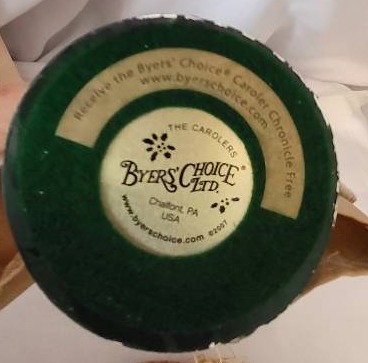 Receive the Byers' Choice® Caroler Chronicle Free
www.byerschoice.com
THE CAROLERS®
BYERS' CHOICE
LTD.
Chalfont, PA
USA
www.byerschoice.com ©2007